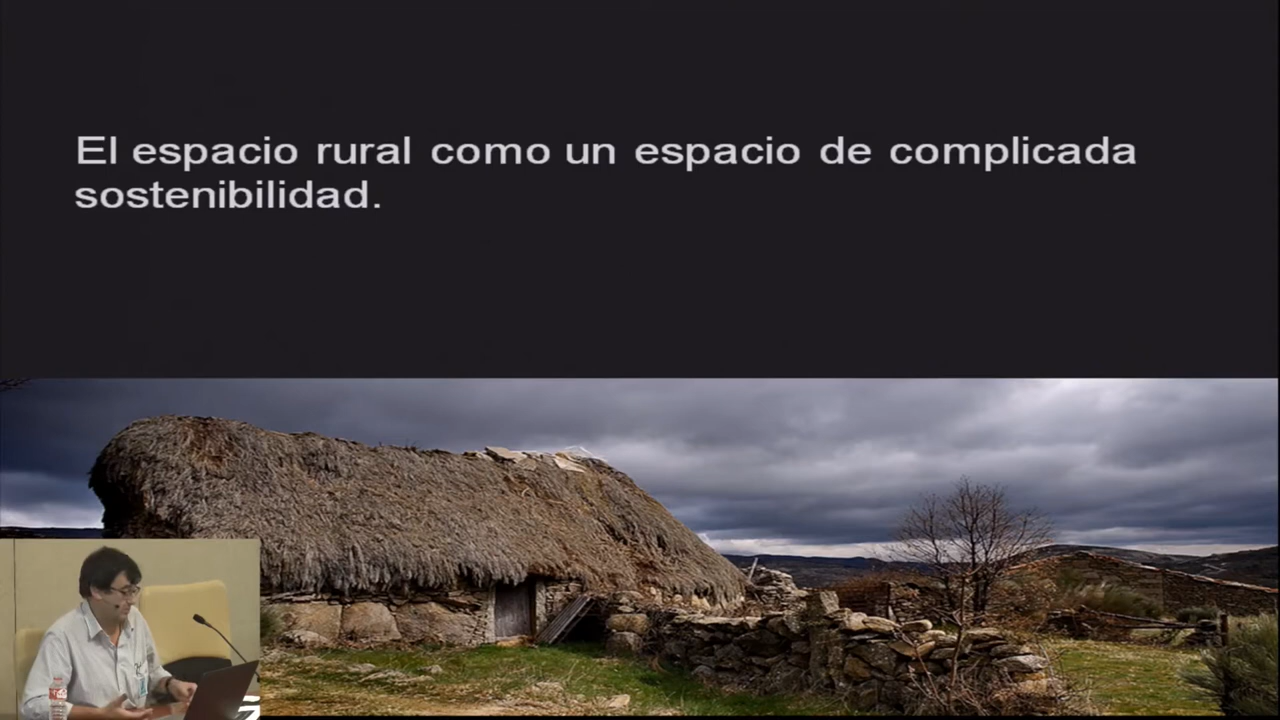 El espacio rural como un espacio de complicada
sostenibilidad.